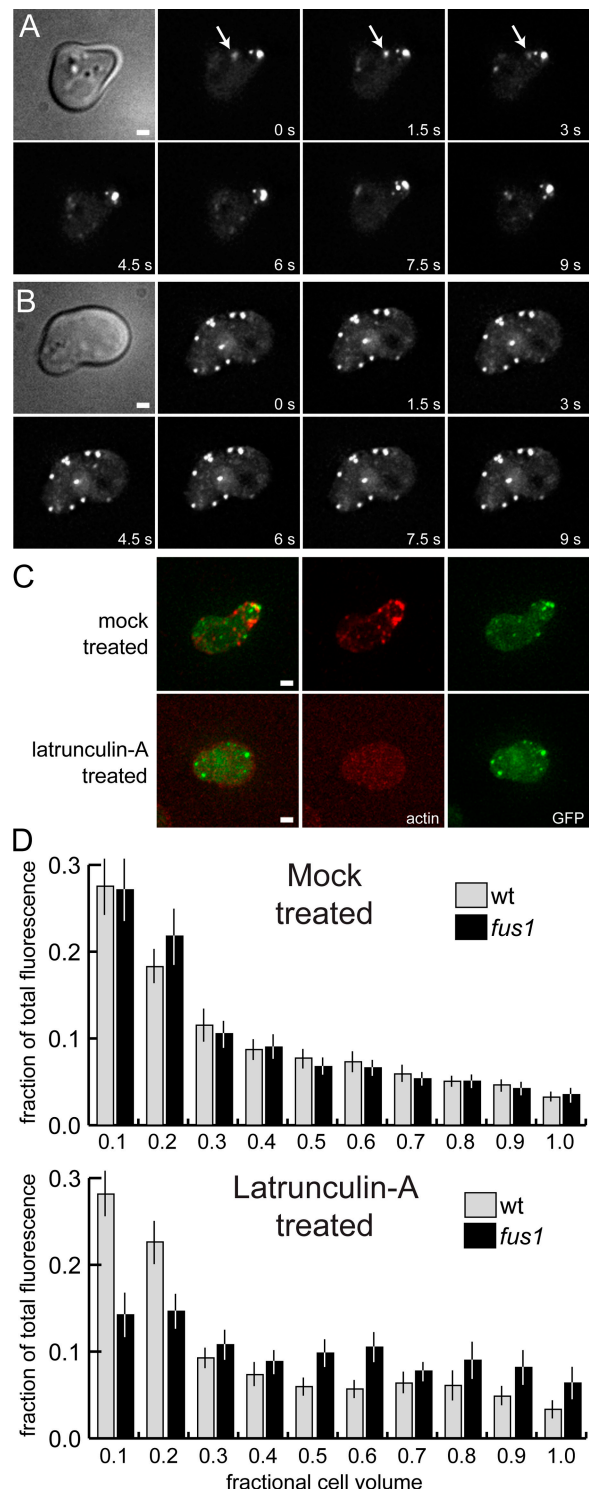 A
0 s
1.5 s
3 s
4.5 s
6 s
7.5 s
9 s
B
0 s
1.5 s
3 s
4.5 s
6 s
7.5 s
9 s
C
mock
treated
latrunculin-A
treated
actin
GFP
D
Mock
treated
wt
fus1
fraction of total fluorescence
0.3
0.2
0.1
0.0
0.1 0.2 0.3 0.4 0.5 0.6 0.7 0.8 0.9 1.0
Latrunculin-A
treated
wt
fus1
fraction of total fluorescence
0.3
0.2
0.1
0.0
0.1 0.2 0.3 0.4 0.5 0.6 0.7 0.8 0.9 1.0
fractional cell volume